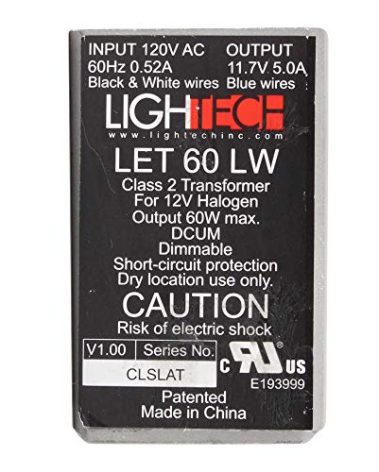 INPUT 120V AC OUTPUT
60Hz 0.52A 11.7V 5.0A
Black & White wires Blue wires
LIGHTECH
www.lightechinc.com
LET 60 LW
Class 2 Transformer
For 12V Halogen
Output 60W max.
DCUM
Dimmable
Short-circuit protection
Dry location use only.
CAUTION
Risk of electric shock
V1.00 Series No.
CLSLAT
c RU US
E193999
Patented
Made in China